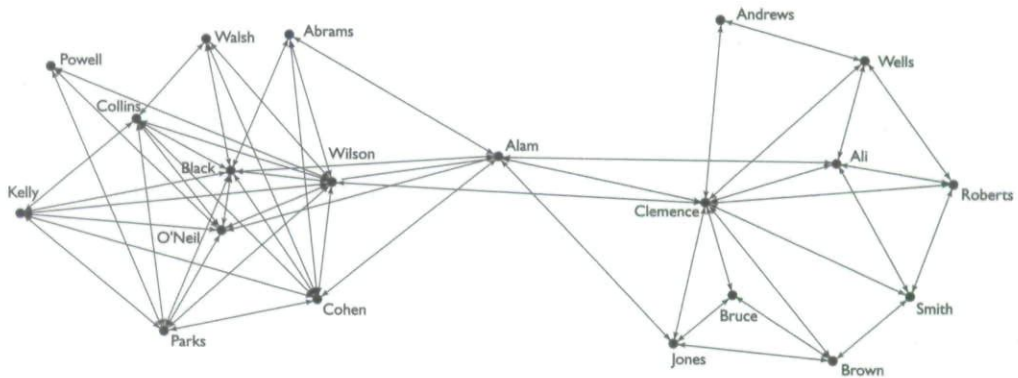 Andrews
Abrams
Walsh
Powell
Wells
Collins
Alam
Wilson
Ali
Black
Kelly
Roberts
Clemence
O'Neil
Cohen
Smith
Bruce
Parks
Jones
Brown